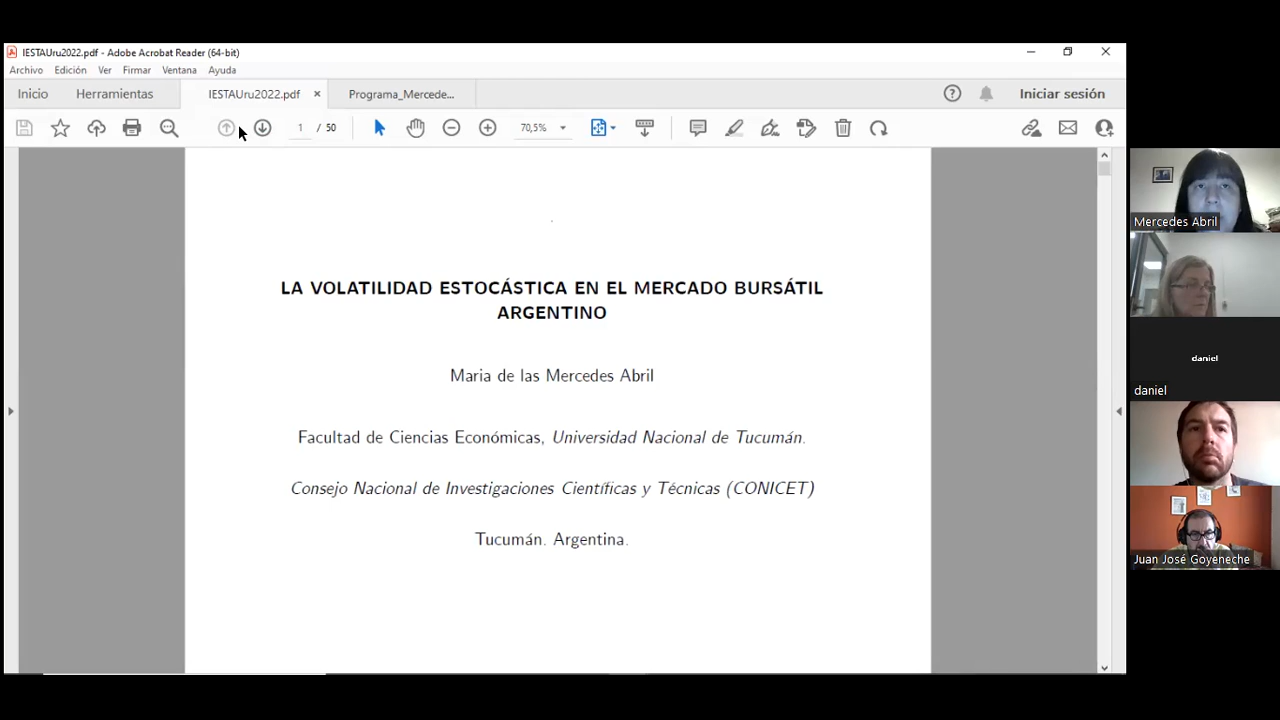 IESTAUru2022.pdf - Adobe Acrobat Reader (64-bit)
Archivo Edición Ver Firmar Ventana Ayuda
Inicio Herramientas IESTAUru2022.pdf × Programa_Mercede... Iniciar sesión
1 / 50 70,5%
LA VOLATILIDAD ESTOCÁSTICA EN EL MERCADO BURSÁTIL
ARGENTINO
Maria de las Mercedes Abril
Facultad de Ciencias Económicas, Universidad Nacional de Tucumán.
Consejo Nacional de Investigaciones Científicas y Técnicas (CONICET)
Tucumán. Argentina.
Mercedes Abril
daniel
daniel
Juan José Goyeneche